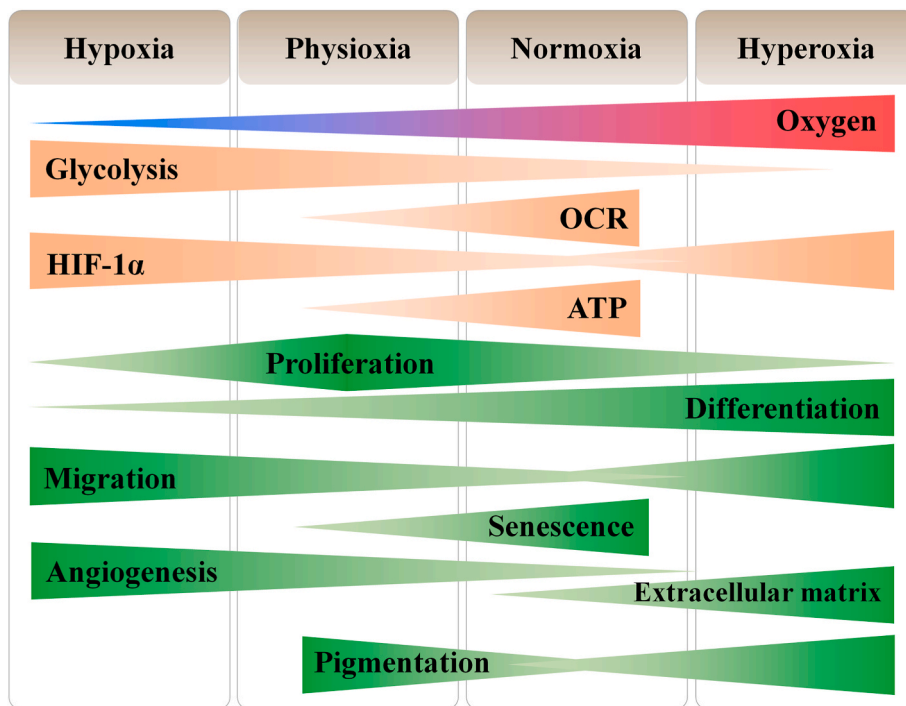 Hypoxia Physioxia Normoxia Hyperoxia
Oxygen
Glycolysis
OCR
HIF-1α
ATP
Proliferation
Differentiation
Migration
Senescence
Angiogenesis
Extracellular matrix
Pigmentation